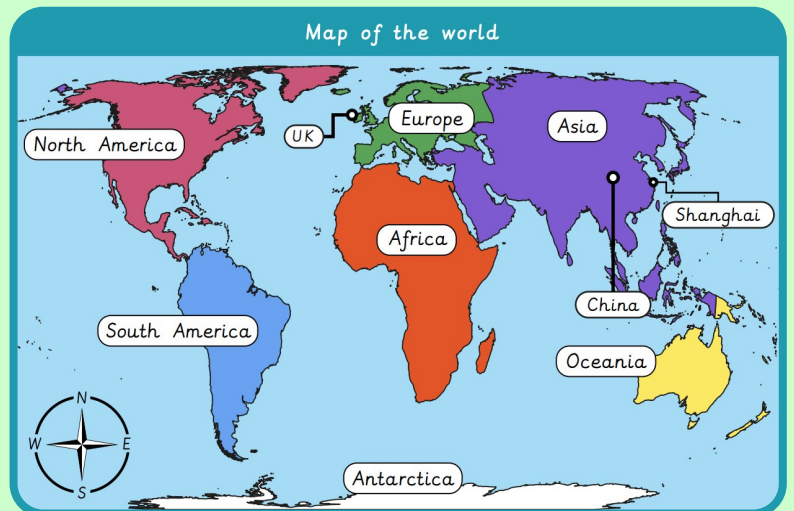 Map of the world
North America
UK
Europe
Asia
Shanghai
Africa
China
South America
Oceania
Antarctica
N
W
E
S